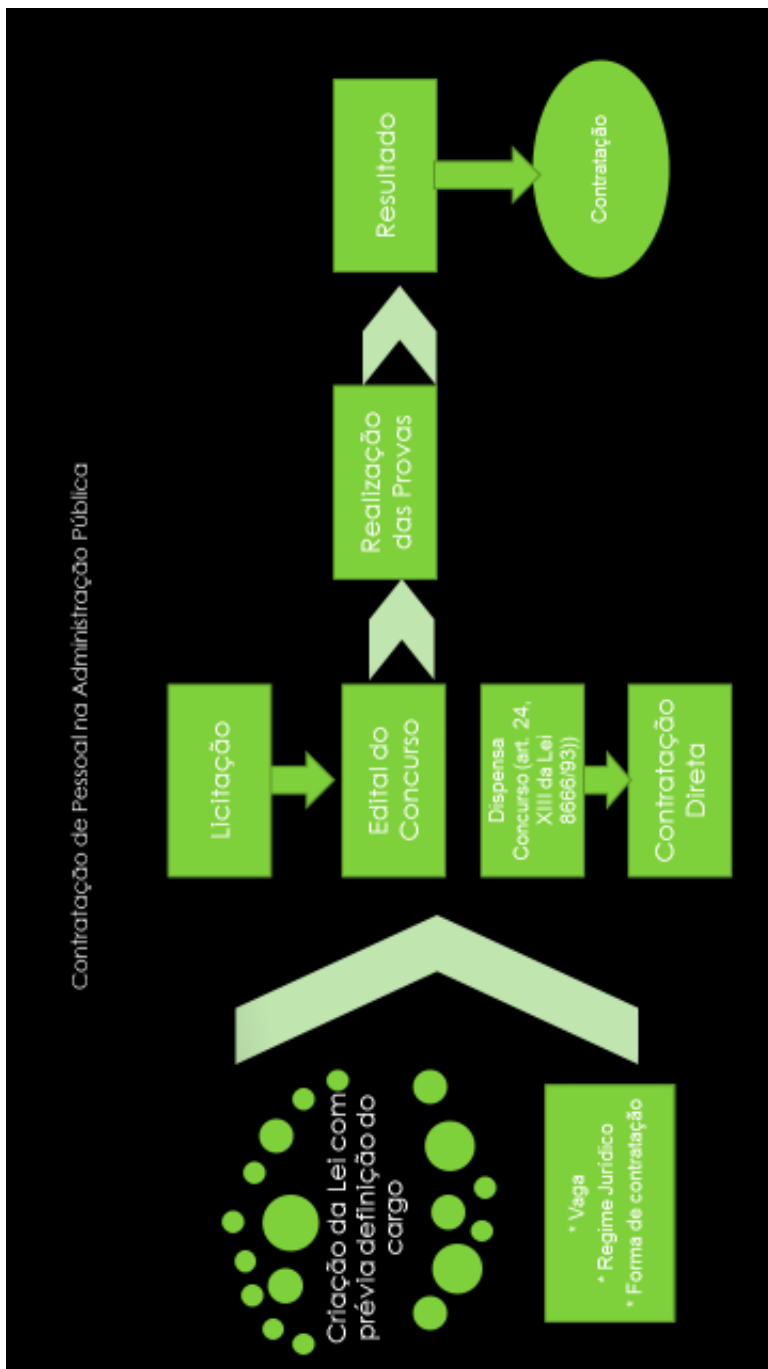 Contratação de Pessoal na Administração Pública
Criação da Lei com
prévia definição do
cargo
* Vaga
* Regime Jurídico
* Forma de contratação
Licitação
Edital do
Concurso
Dispensa
Concurso (art. 24,
XIII da Lei
8666/93))
Contratação
Direta
Realização
das Provas
Resultado
Contratação